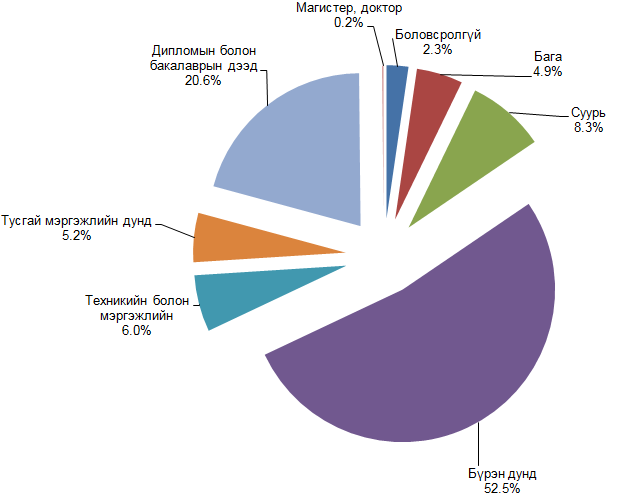 Магистер, доктор
0.2%
Боловсролгүй
2.3%
Бага
4.9%
Суурь
8.3%
Бүрэн дунд
52.5%
Техникийн болон
мэргэжлийн
6.0%
Тусгай мэргэжлийн дунд
5.2%
Дипломын болон
бакалаврын дээд
20.6%